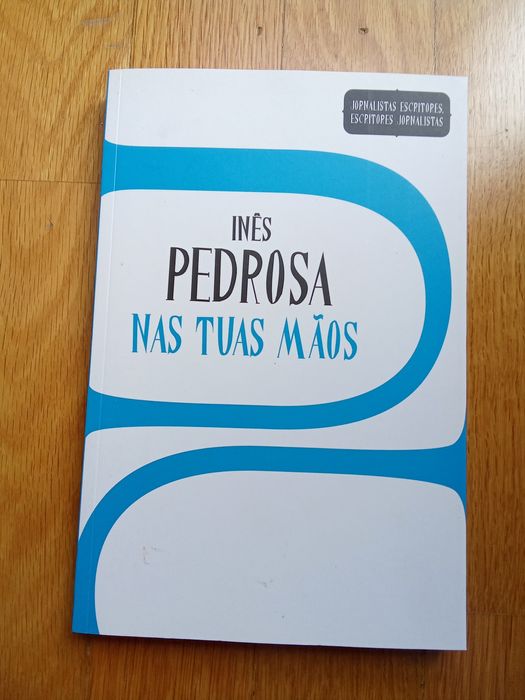 JORNALISTAS ESCRITORES,
ESCRITORES JORNALISTAS
INÊS
PEDROSA
NAS TUAS MÃOS